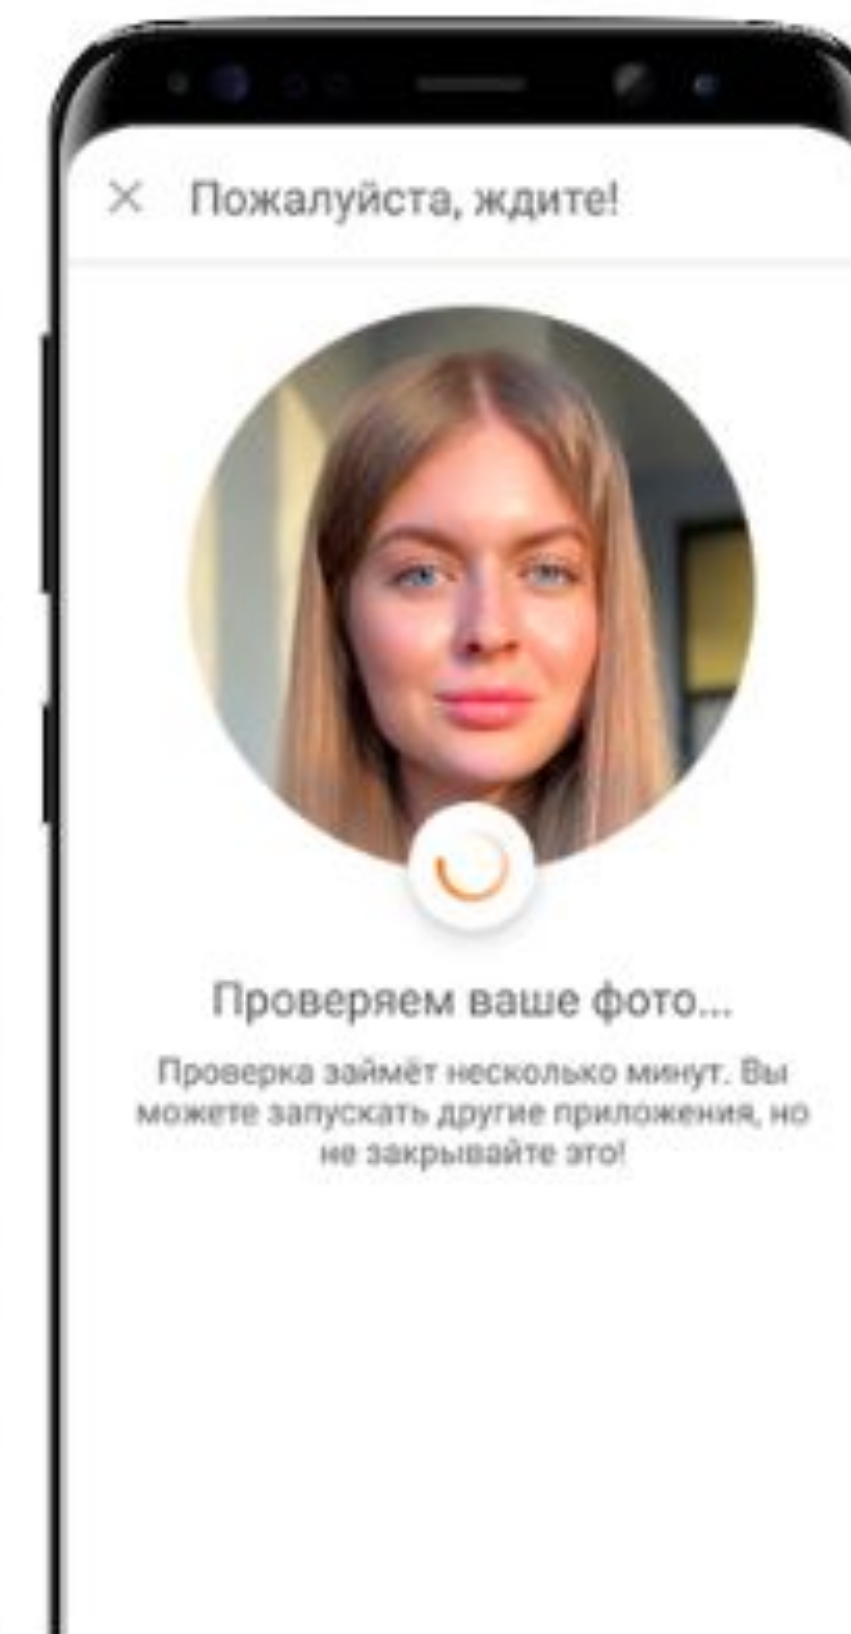 Пожалуйста, ждите!
Проверяем ваше фото...
Проверка займёт несколько минут. Вы
можете запускать другие приложения, но
не закрывайте это!